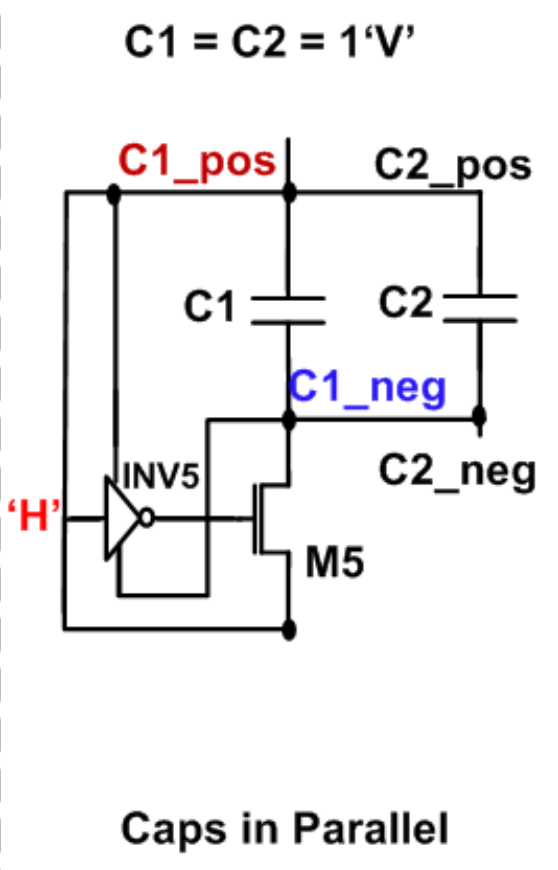 C1 = C2 = 1‘V’
C1_pos
C2_pos
C1
C2
C1_neg
C2_neg
INV5
‘H’
M5
Caps in Parallel